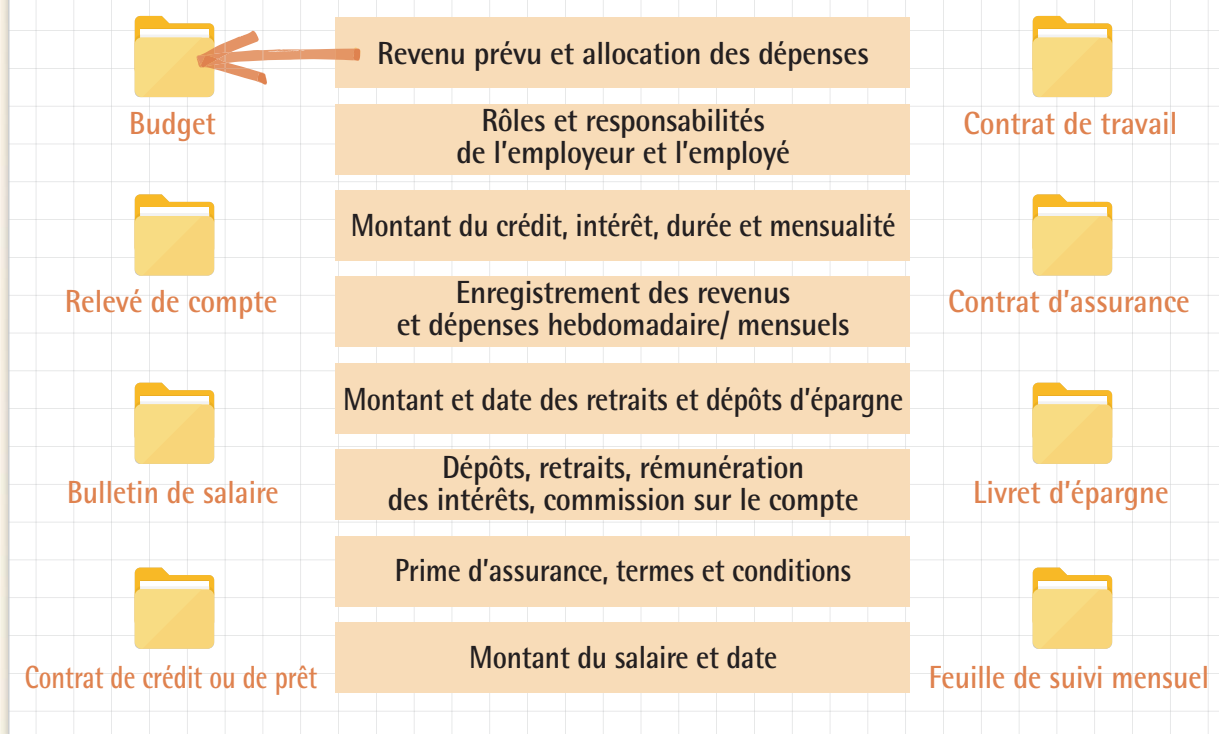 Revenu prévu et allocation des dépenses
Budget
Rôles et responsabilités
de l'employeur et l'employé
Contrat de travail
Montant du crédit, intérêt, durée et mensualité
Relevé de compte
Enregistrement des revenus
et dépenses hebdomadaire/ mensuels
Contrat d'assurance
Montant et date des retraits et dépôts d'épargne
Bulletin de salaire
Dépôts, retraits, rémunération
des intérêts, commission sur le compte
Livret d'épargne
Prime d'assurance, termes et conditions
Contrat de crédit ou de prêt
Montant du salaire et date
Feuille de suivi mensuel